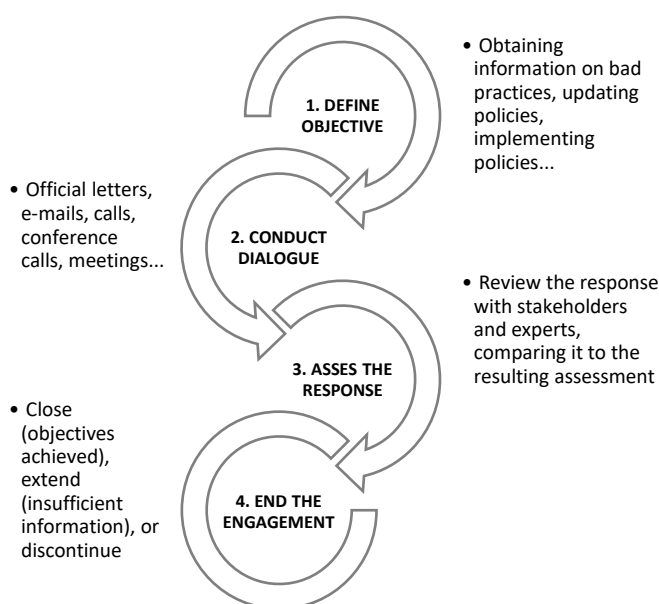 1. DEFINE
OBJECTIVE
• Obtaining
information on bad
practices, updating
policies,
implementing
policies...
• Official letters,
e-mails, calls,
conference
calls, meetings...
2. CONDUCT
DIALOGUE
3. ASSES THE
RESPONSE
• Review the response
with stakeholders
and experts,
comparing it to the
resulting assessment
• Close
(objectives
achieved),
extend
(insufficient
information), or
discontinue
4. END THE
ENGAGEMENT